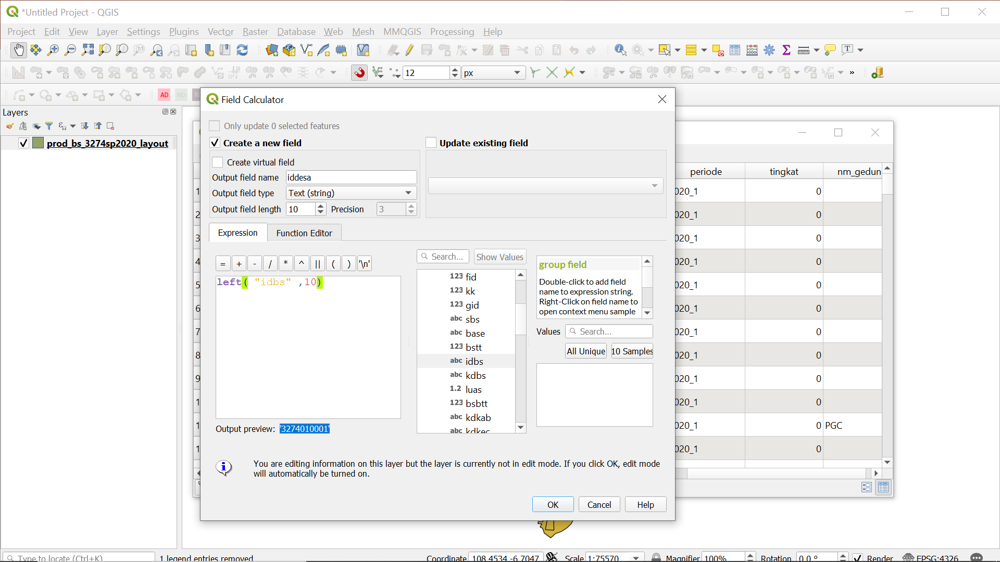 *Untitled Project - QGIS
Project Edit View Layer Settings Plugins Vector Raster Database Web Mesh MMQGIS Processing Help
12 px
AD
Layers
prod_bs_3274sp2020_layout
Field Calculator
Only update 0 selected features
Create a new field
Update existing field
Create virtual field
Output field name iddesa
Output field type Text (string)
Output field length 10 Precision 3
Expression Function Editor
= + - / * ^ || ( ) '\n'
left( "idbs" ,10)
Output preview: '3274010001'
Search... Show Values
123 fid
123 kk
123 gid
abc sbs
abc base
123 bstt
abc idbs
abc kdbs
1.2 luas
123 bsbtt
abc kdkab
abc kdkec
group field
Double-click to add field
name to expression string.
Right-Click on field name to
open context menu sample
Values Search...
All Unique 10 Samples
You are editing information on this layer but the layer is currently not in edit mode. If you click OK, edit mode
will automatically be turned on.
OK Cancel Help
periode tingkat nm_gedun
1 020_1 0
2 020_1 0
3 020_1 0
4 020_1 0
5 020_1 0
6 020_1 0
7 020_1 0
8 020_1 0
9 020_1 0
1 020_1 0
1 020_1 0 PGC
1 020_1 0
Type to locate (Ctrl+K) 1 legend entries removed Coordinate 108.4534,-6.7047 Scale 1:75570 Magnifier 100% Rotation 0.0 ° Render EPSG:4326